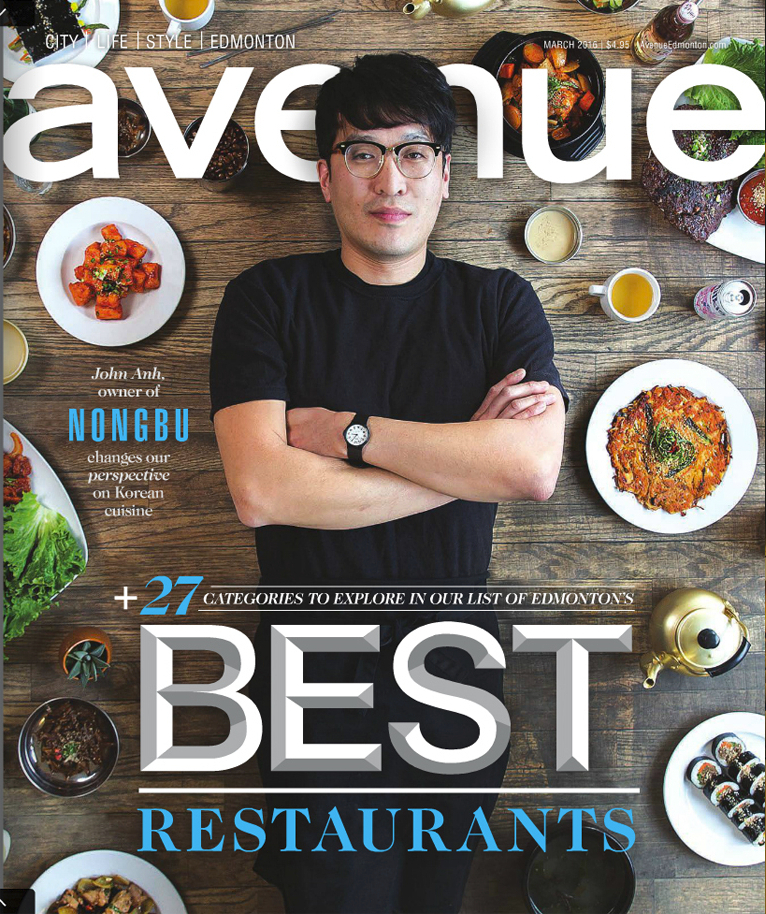 CITY | LIFE | STYLE | EDMONTON
MARCH 2016 | $4.95 | AvenueEdmonton.com
avenue
John Anh,
owner of
NONGBU
changes our
perspective
on Korean
cuisine
+27 CATEGORIES TO EXPLORE IN OUR LIST OF EDMONTON'S
BEST
RESTAURANTS